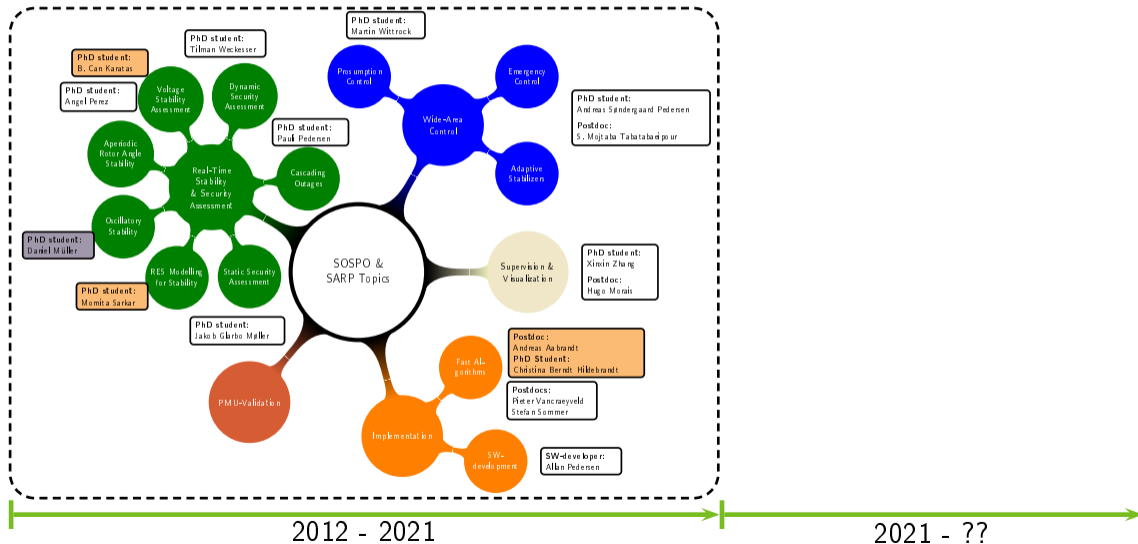 PhD student:
Martin Wittrock
PhD student:
Tilman Weckesser
PhD student:
B. Can Karatas
PhD student:
Angel Perez
Voltage
Stability
Assessment
Dynamic
Security
Assessment
PhD student:
Pauli Pedersen
Aperiodic
Rotor Angle
Stability
Real-Time
Stability
& Security
Assessment
Cascading
Outages
Oscillatory
Stability
PhD student:
Daniel Müller
RES Modelling
for Stability
PhD student:
Momita Sarkar
Static Security
Assessment
PhD student:
Jakob Glarbo Møller
Prosumption
Control
Emergency
Control
Wide-Area
Control
Adaptive
Stabilizers
PhD student:
Andreas Søndergaard Pedersen
Postdoc:
S. Mojtaba Tabatabaeipour
SOSPO &
SARP Topics
Supervision &
Visualization
PhD student:
Xinxin Zhang
Postdoc:
Hugo Morais
PMU-Validation
Implementation
Fast Al-
gorithms
Postdoc:
Andreas Aabrandt
PhD Student:
Christina Berndt Hildebrandt
Postdocs:
Pieter Vancraeyveld
Stefan Sommer
SW-
development
SW-developer:
Allan Pedersen
2012 - 2021
2021 - ??